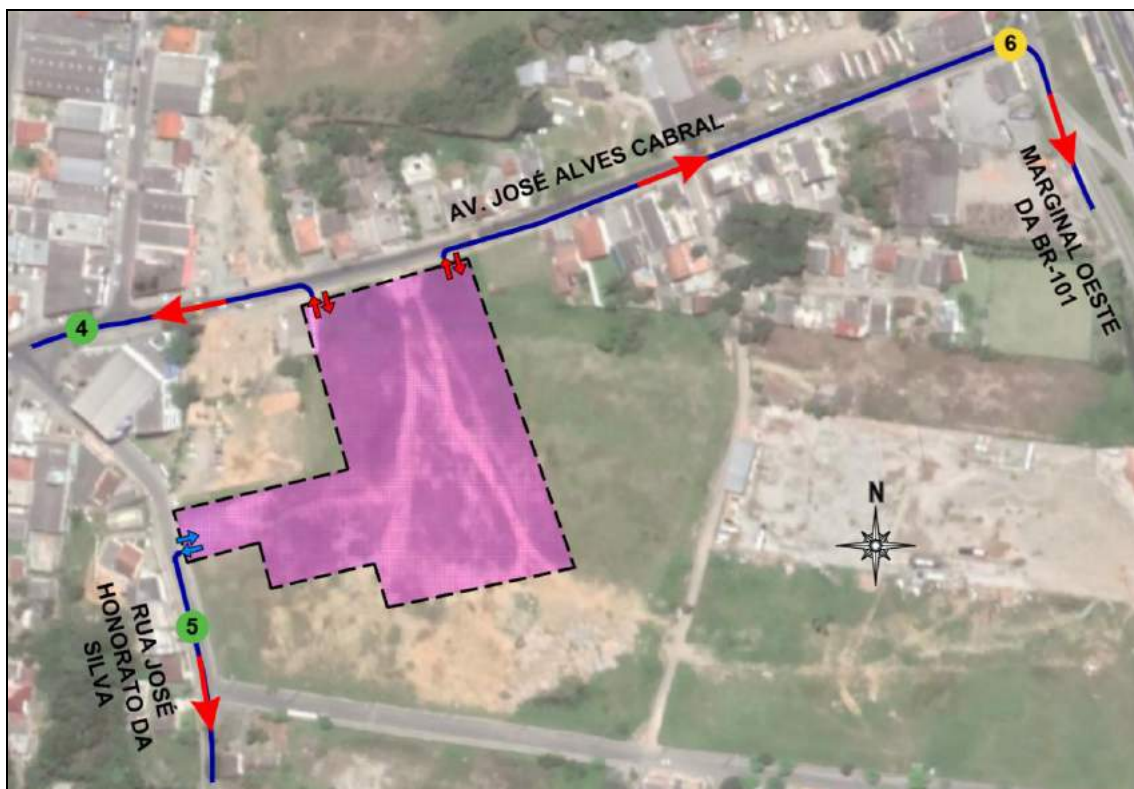 6
AV. JOSÉ ALVES CABRAL
MARGINAL OESTE
DA BR-101
4
N
5
RUA JOSÉ
HONORATO DA
SILVA